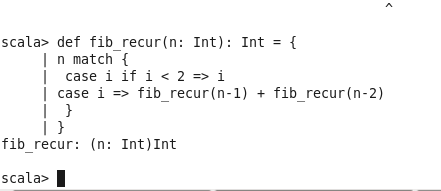 ^
scala> def fib_recur(n: Int): Int = {
     | n match {
     |  case i if i < 2 => i
     | case i => fib_recur(n-1) + fib_recur(n-2)
     |  }
     | }
fib_recur: (n: Int)Int
scala>